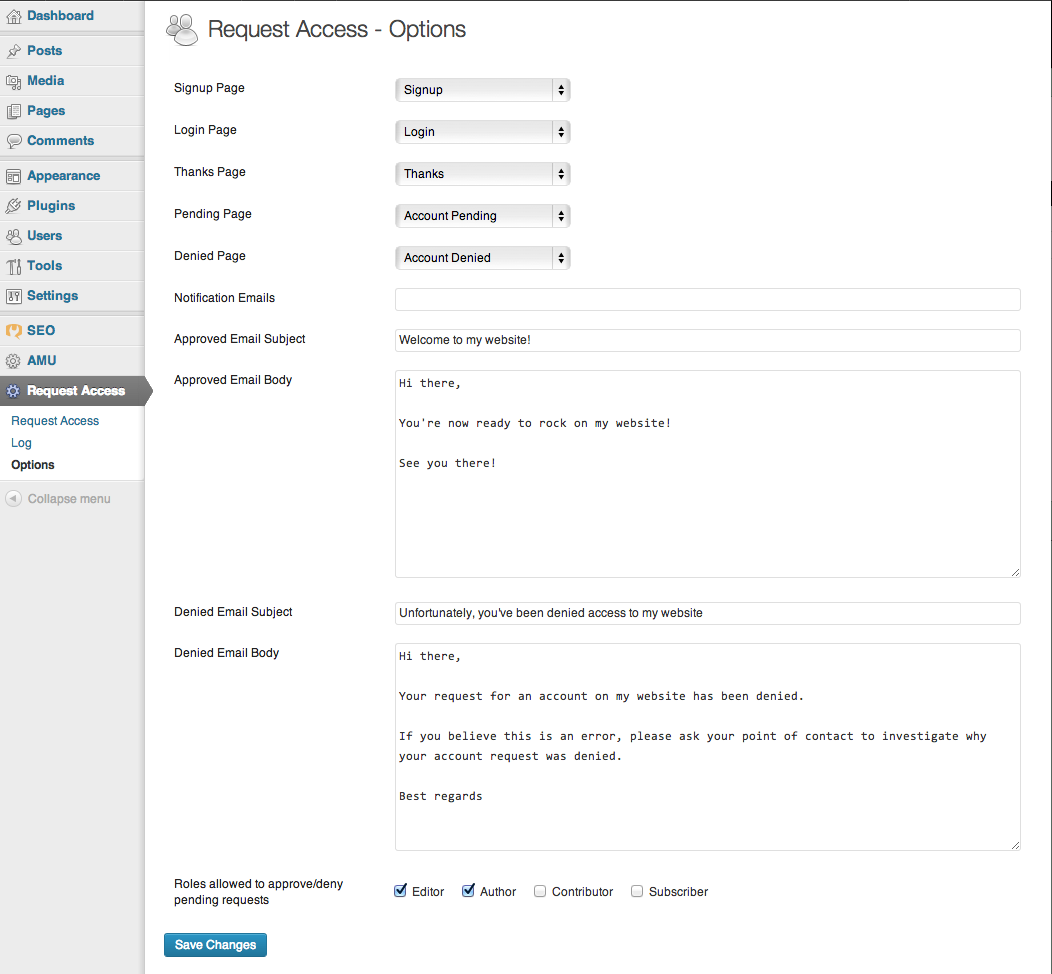 Dashboard
Posts
Media
Pages
Comments
Appearance
Plugins
Users
Tools
Settings
SEO
AMU
Request Access
Request Access
Log
Options
Collapse menu
Request Access - Options
Signup Page
Signup
Login Page
Login
Thanks Page
Thanks
Pending Page
Account Pending
Denied Page
Account Denied
Notification Emails
Approved Email Subject
Welcome to my website!
Approved Email Body
Hi there,
You're now ready to rock on my website!
See you there!
Denied Email Subject
Unfortunately, you've been denied access to my website
Denied Email Body
Hi there,
Your request for an account on my website has been denied.
If you believe this is an error, please ask your point of contact to investigate why
your account request was denied.
Best regards
Roles allowed to approve/deny
pending requests
Editor Author Contributor Subscriber
Save Changes